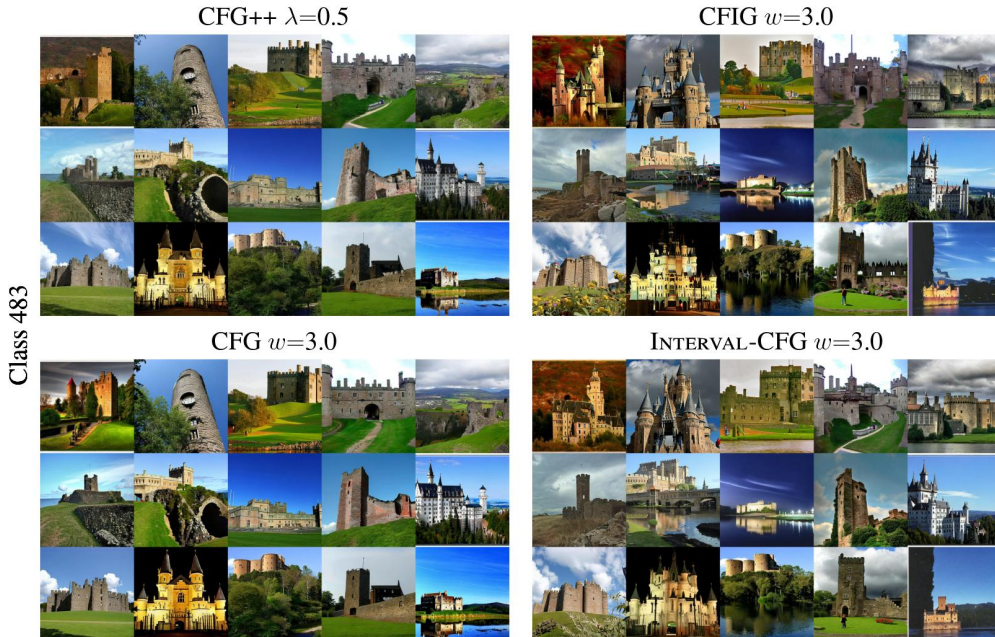 CFG++ λ=0.5
CFIG w=3.0
Class 483
CFG w=3.0
INTERVAL-CFG w=3.0